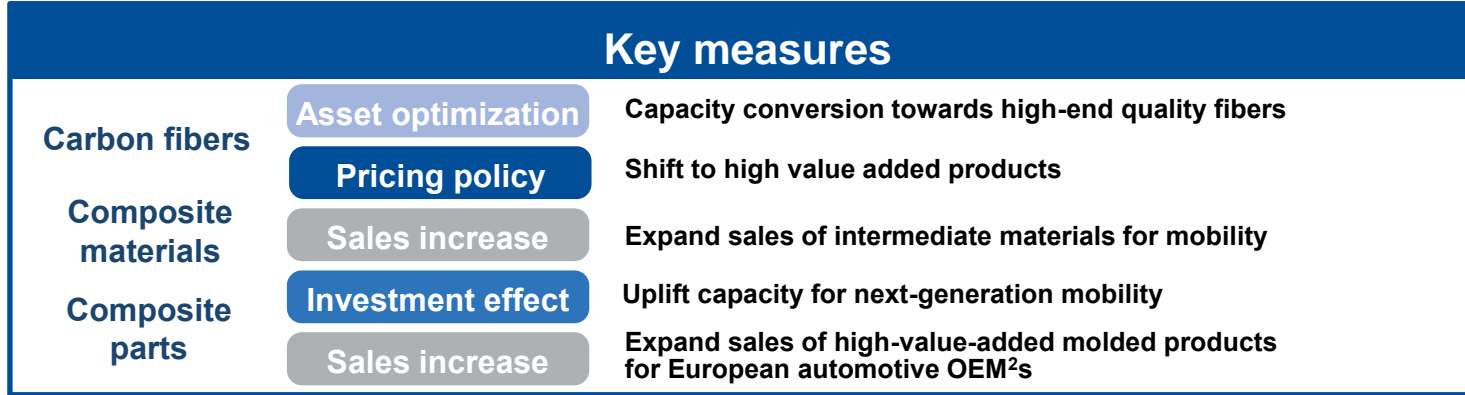 Key measures
Carbon fibers
Asset optimization
Capacity conversion towards high-end quality fibers
Pricing policy
Shift to high value added products
Composite
materials
Sales increase
Expand sales of intermediate materials for mobility
Composite
parts
Investment effect
Uplift capacity for next-generation mobility
Sales increase
Expand sales of high-value-added molded products
for European automotive OEM²s